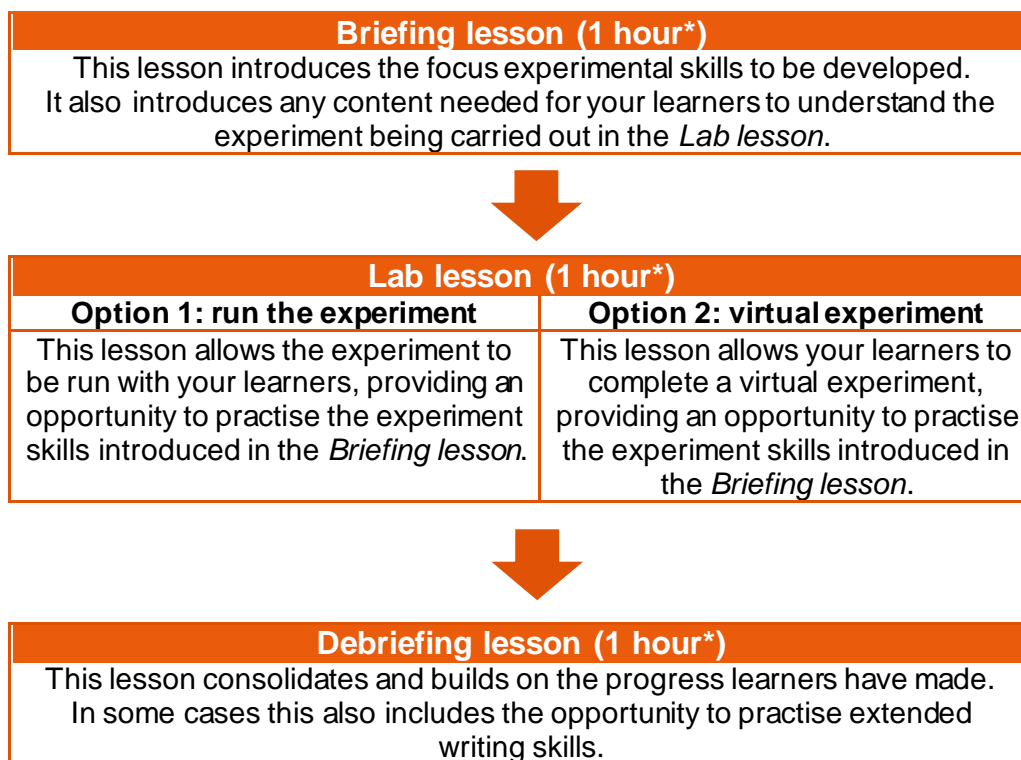 Briefing lesson (1 hour*)
This lesson introduces the focus experimental skills to be developed.
It also introduces any content needed for your learners to understand the
experiment being carried out in the Lab lesson.
Lab lesson (1 hour*)
Option 1: run the experiment
This lesson allows the experiment to
be run with your learners, providing an
opportunity to practise the experiment
skills introduced in the Briefing lesson.
Option 2: virtual experiment
This lesson allows your learners to
complete a virtual experiment,
providing an opportunity to practise
the experiment skills introduced in
the Briefing lesson.
Debriefing lesson (1 hour*)
This lesson consolidates and builds on the progress learners have made.
In some cases this also includes the opportunity to practise extended
writing skills.